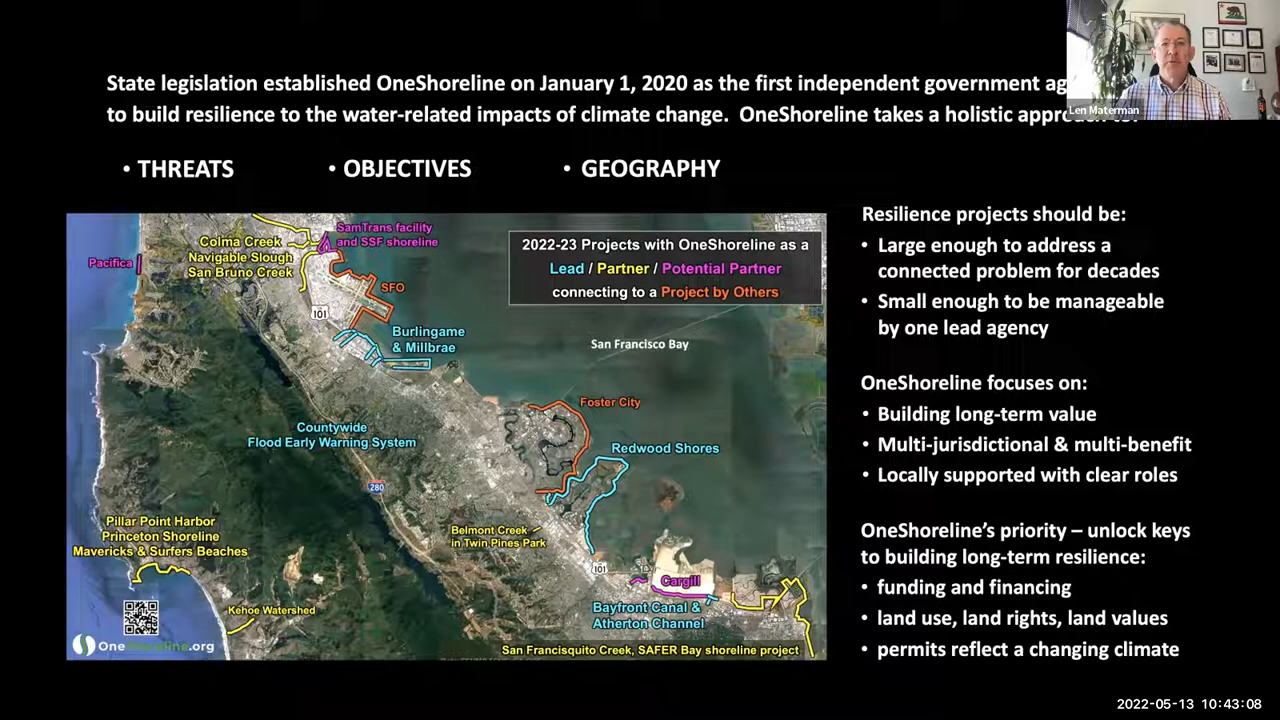 State legislation established OneShoreline on January 1, 2020 as the first independent government ag
to build resilience to the water-related impacts of climate change. OneShoreline takes a holistic
Len Materman
• THREATS • OBJECTIVES • GEOGRAPHY
SamTrans facility
and SSF shoreline
Colma Creek
Navigable Slough
San Bruno Creek
Pacifica
SFO
101
2022-23 Projects with OneShoreline as a
Lead / Partner / Potential Partner
connecting to a Project by Others
Burlingame
& Millbrae
San Francisco Bay
Foster City
Countywide
Flood Early Warning System
Redwood Shores
280
Pillar Point Harbor
Princeton Shoreline
Mavericks & Surfers Beaches
Belmont Creek
in Twin Pines Park
101
Cargill
Kehoe Watershed
Bayfront Canal &
Atherton Channel
OneShoreline.org
San Francisquito Creek, SAFER Bay shoreline project
Resilience projects should be:
• Large enough to address a
connected problem for decades
• Small enough to be manageable
by one lead agency
OneShoreline focuses on:
• Building long-term value
• Multi-jurisdictional & multi-benefit
• Locally supported with clear roles
OneShoreline’s priority – unlock keys
to building long-term resilience:
• funding and financing
• land use, land rights, land values
• permits reflect a changing climate
2022-05-13 10:43:08